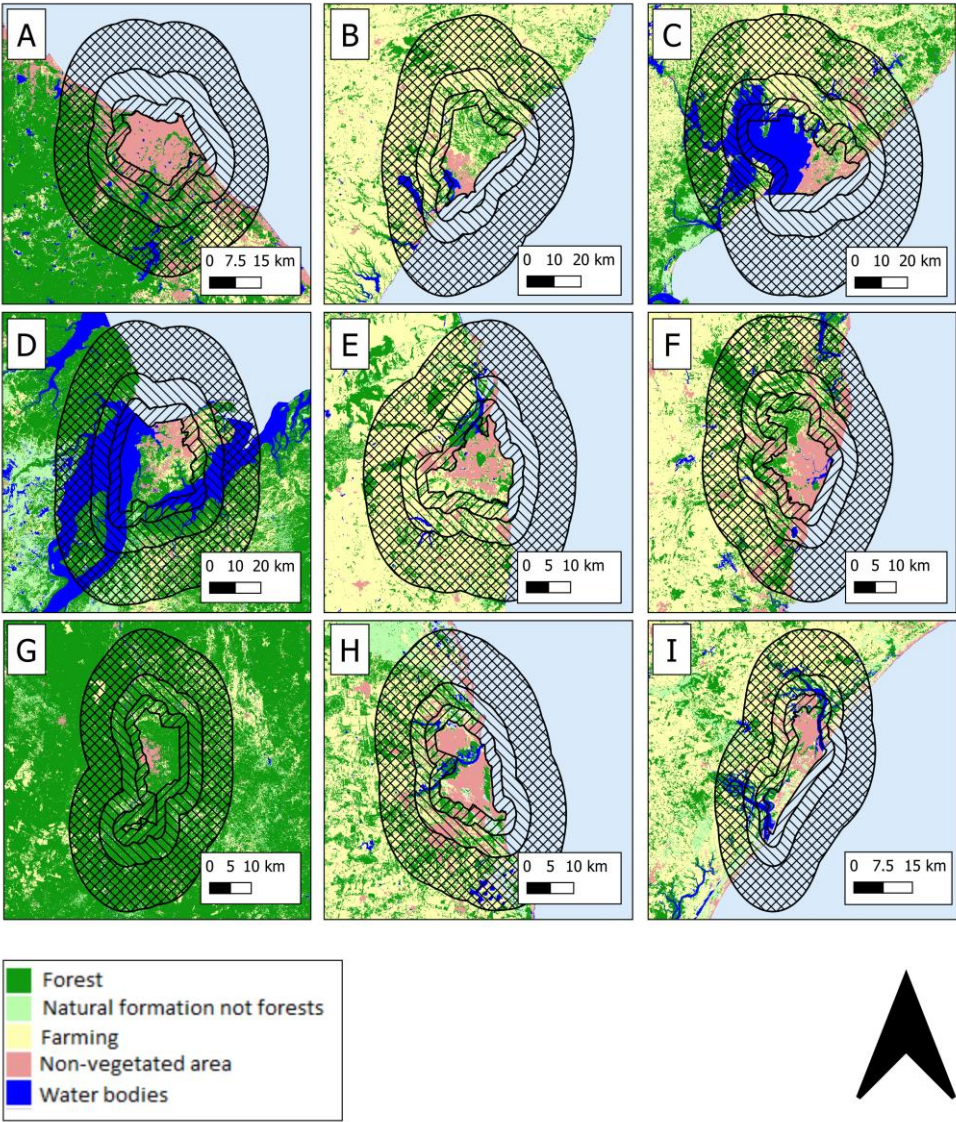 A
B
C
0 7.5 15 km
0 10 20 km
0 10 20 km
D
E
F
0 10 20 km
0 5 10 km
0 5 10 km
G
H
I
0 5 10 km
0 5 10 km
0 7.5 15 km
Forest
Natural formation not forests
Farming
Non-vegetated area
Water bodies